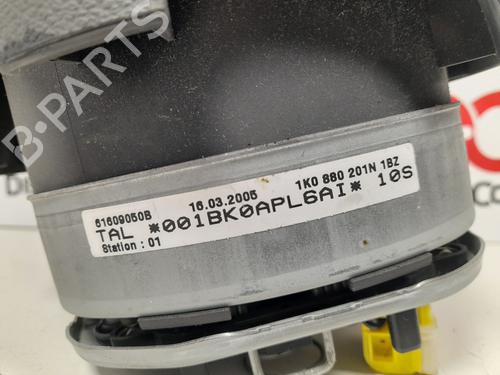 B-PARTS
61609050B 16.03.2005 1K0 880 201N 1BZ
TAL *001BK0APL6AI* 10S
Station : 01